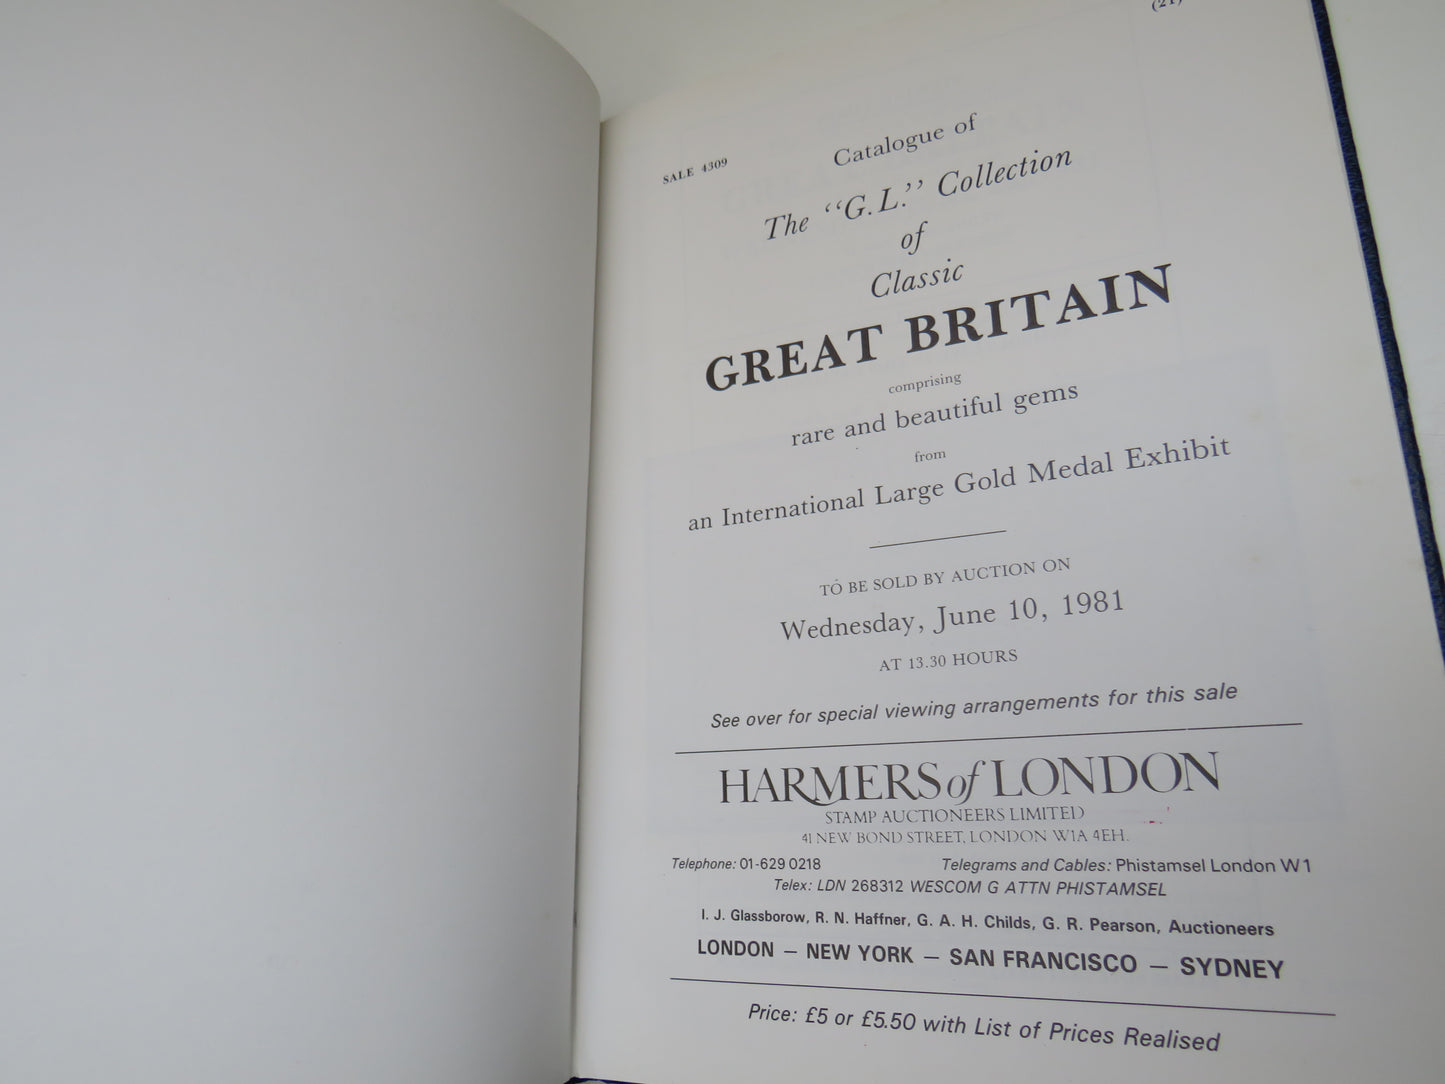 (21)
SALE 4309
Catalogue of
The "G.L." Collection
of
Classic
GREAT BRITAIN
comprising
rare and beautiful gems
from
an International Large Gold Medal Exhibit
TO BE SOLD BY AUCTION ON
Wednesday, June 10, 1981
AT 13.30 HOURS
See over for special viewing arrangements for this sale
HARMERS of LONDON
STAMP AUCTIONEERS LIMITED
41 NEW BOND STREET, LONDON W1A 4EH.
Telephone: 01-629 0218 Telegrams and Cables: Phistamsel London W1
Telex: LDN 268312 WESCOM G ATTN PHISTAMSEL
I. J. Glassborow, R. N. Haffner, G. A. H. Childs, G. R. Pearson, Auctioneers
LONDON — NEW YORK — SAN FRANCISCO — SYDNEY
Price: £5 or £5.50 with List of Prices Realised